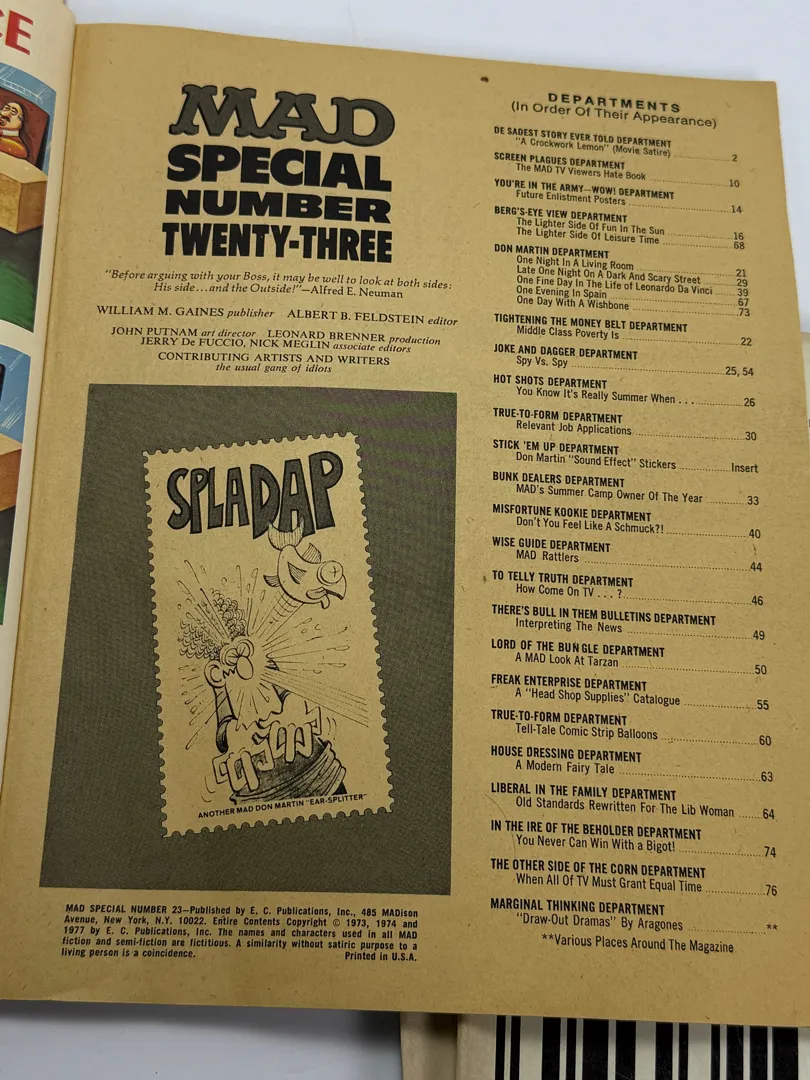 CE
MAD
SPECIAL
NUMBER
TWENTY-THREE
"Before arguing with your Boss, it may be well to look at both sides:
His side...and the Outside!"—Alfred E. Neuman
WILLIAM M. GAINES publisher ALBERT B. FELDSTEIN editor
JOHN PUTNAM art director LEONARD BRENNER production
JERRY De FUCCIO, NICK MEGLIN associate editors
CONTRIBUTING ARTISTS AND WRITERS
the usual gang of idiots
SPLADAP
ANOTHER MAD DON MARTIN "EAR-SPLITTER"
MAD SPECIAL NUMBER 23—Published by E. C. Publications, Inc., 485 MADison
Avenue, New York, N.Y. 10022. Entire Contents Copyright © 1973, 1974 and
1977 by E. C. Publications, Inc. The names and characters used in all MAD
fiction and semi-fiction are fictitious. A similarity without satiric purpose to a
living person is a coincidence. Printed in U.S.A.
DEPARTMENTS
(In Order Of Their Appearance)
DE SADEST STORY EVER TOLD DEPARTMENT
"A Crockwork Lemon" (Movie Satire) 2
SCREEN PLAGUES DEPARTMENT
The MAD TV Viewers Hate Book 10
YOU'RE IN THE ARMY—WOW! DEPARTMENT
Future Enlistment Posters 14
BERG'S-EYE VIEW DEPARTMENT
The Lighter Side Of Fun In The Sun 16
The Lighter Side Of Leisure Time 68
DON MARTIN DEPARTMENT
One Night In A Living Room 21
Late One Night On A Dark And Scary Street 29
One Fine Day In The Life of Leonardo Da Vinci 39
One Evening In Spain 67
One Day With A Wishbone 73
TIGHTENING THE MONEY BELT DEPARTMENT
Middle Class Poverty Is 22
JOKE AND DAGGER DEPARTMENT
Spy Vs. Spy 25, 54
HOT SHOTS DEPARTMENT
You Know It's Really Summer When . . . 26
TRUE-TO-FORM DEPARTMENT
Relevant Job Applications 30
STICK 'EM UP DEPARTMENT
Don Martin "Sound Effect" Stickers Insert
BUNK DEALERS DEPARTMENT
MAD's Summer Camp Owner Of The Year 33
MISFORTUNE KOOKIE DEPARTMENT
Don't You Feel Like A Schmuck?! 40
WISE GUIDE DEPARTMENT
MAD Rattlers 44
TO TELLY TRUTH DEPARTMENT
How Come On TV . . . ? 46
THERE'S BULL IN THEM BULLETINS DEPARTMENT
Interpreting The News 49
LORD OF THE BUNGLE DEPARTMENT
A MAD Look At Tarzan 50
FREAK ENTERPRISE DEPARTMENT
A "Head Shop Supplies" Catalogue 55
TRUE-TO-FORM DEPARTMENT
Tell-Tale Comic Strip Balloons 60
HOUSE DRESSING DEPARTMENT
A Modern Fairy Tale 63
LIBERAL IN THE FAMILY DEPARTMENT
Old Standards Rewritten For The Lib Woman 64
IN THE IRE OF THE BEHOLDER DEPARTMENT
You Never Can Win With a Bigot! 74
THE OTHER SIDE OF THE CORN DEPARTMENT
When All Of TV Must Grant Equal Time 76
MARGINAL THINKING DEPARTMENT
"Draw-Out Dramas" By Aragones **
**Various Places Around The Magazine